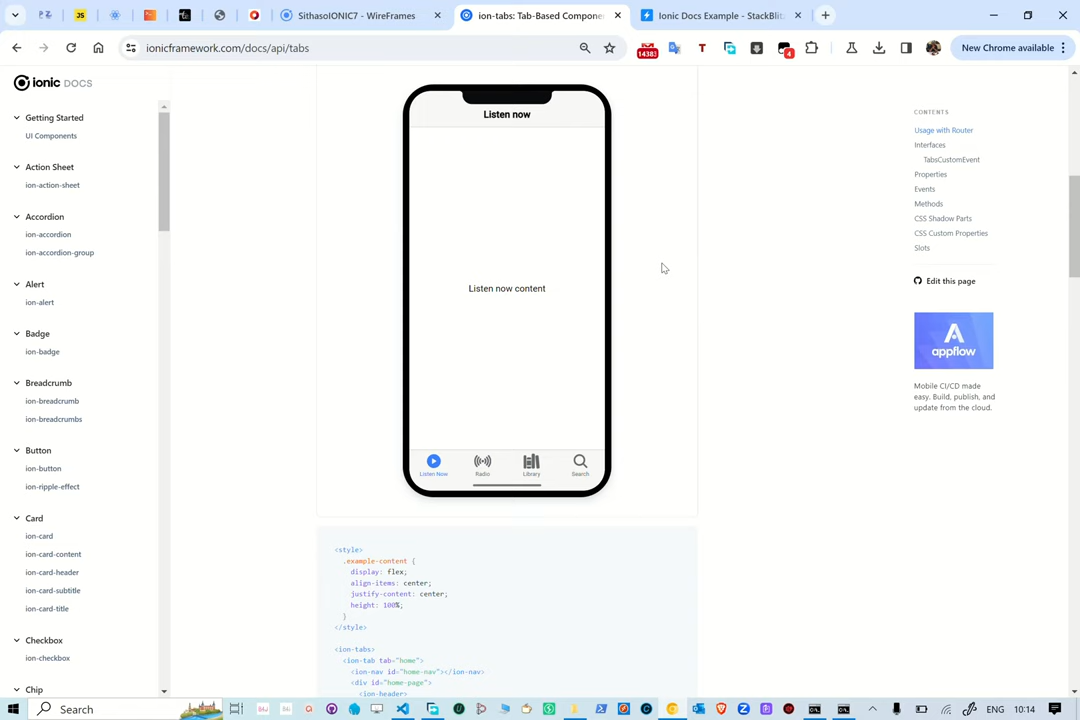 SithasoIONIC7 - WireFrames
ion-tabs: Tab-Based Compone
Ionic Docs Example - StackBlitz
ionicframework.com/docs/api/tabs
14383
T
4
New Chrome available
ionic DOCS
Getting Started
UI Components
Action Sheet
ion-action-sheet
Accordion
ion-accordion
ion-accordion-group
Alert
ion-alert
Badge
ion-badge
Breadcrumb
ion-breadcrumb
ion-breadcrumbs
Button
ion-button
ion-ripple-effect
Card
ion-card
ion-card-content
ion-card-header
ion-card-subtitle
ion-card-title
Checkbox
ion-checkbox
Chip
Listen now
Listen now content
Listen Now
Radio
Library
Search
<style>
.example-content {
display: flex;
align-items: center;
justify-content: center;
height: 100%;
}
</style>
<ion-tabs>
<ion-tab tab="home">
<ion-nav id="home-nav"></ion-nav>
<div id="home-page">
<ion-header>
CONTENTS
Usage with Router
Interfaces
TabsCustomEvent
Properties
Events
Methods
CSS Shadow Parts
CSS Custom Properties
Slots
Edit this page
appflow
Mobile CI/CD made
easy. Build, publish, and
update from the cloud.
Search
ENG
10:14